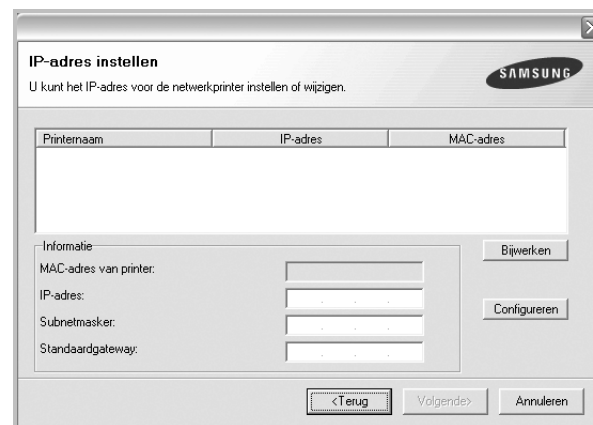 IP-adres instellen
U kunt het IP-adres voor de netwerkprinter instellen of wijzigen.
SAMSUNG
Printernaam IP-adres MAC-adres
Informatie
MAC-adres van printer:
IP-adres:
Subnetmasker:
Standaardgateway:
Bijwerken
Configureren
<Terug Volgende> Annuleren